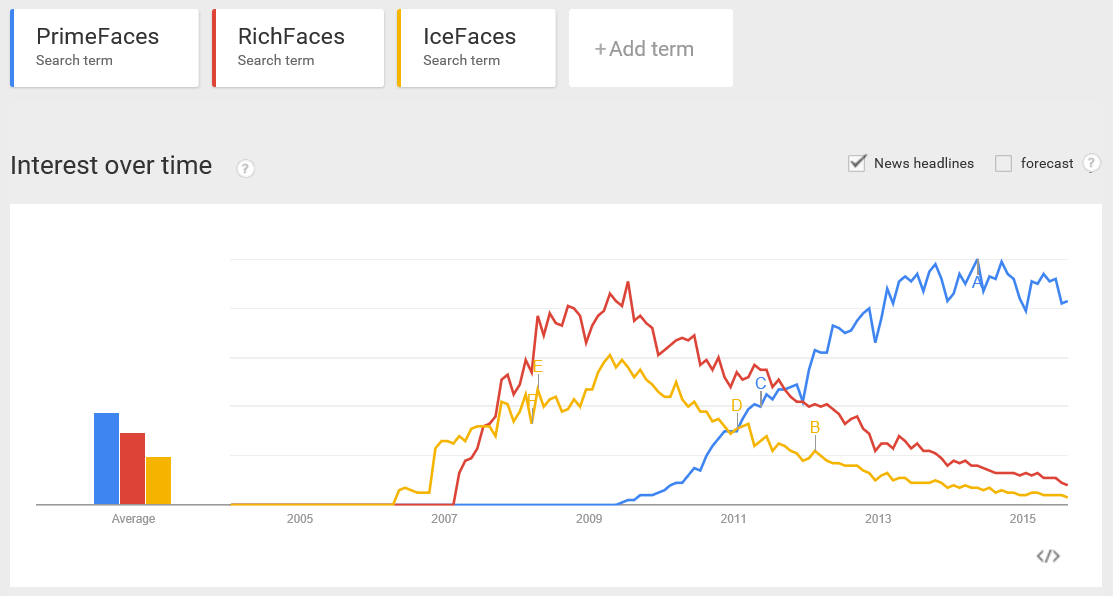 PrimeFaces
Search term
RichFaces
Search term
IceFaces
Search term
+Add term
Interest over time ?
News headlines
forecast ?
A
E
F
C
D
B
Average 2005 2007 2009 2011 2013 2015
</>